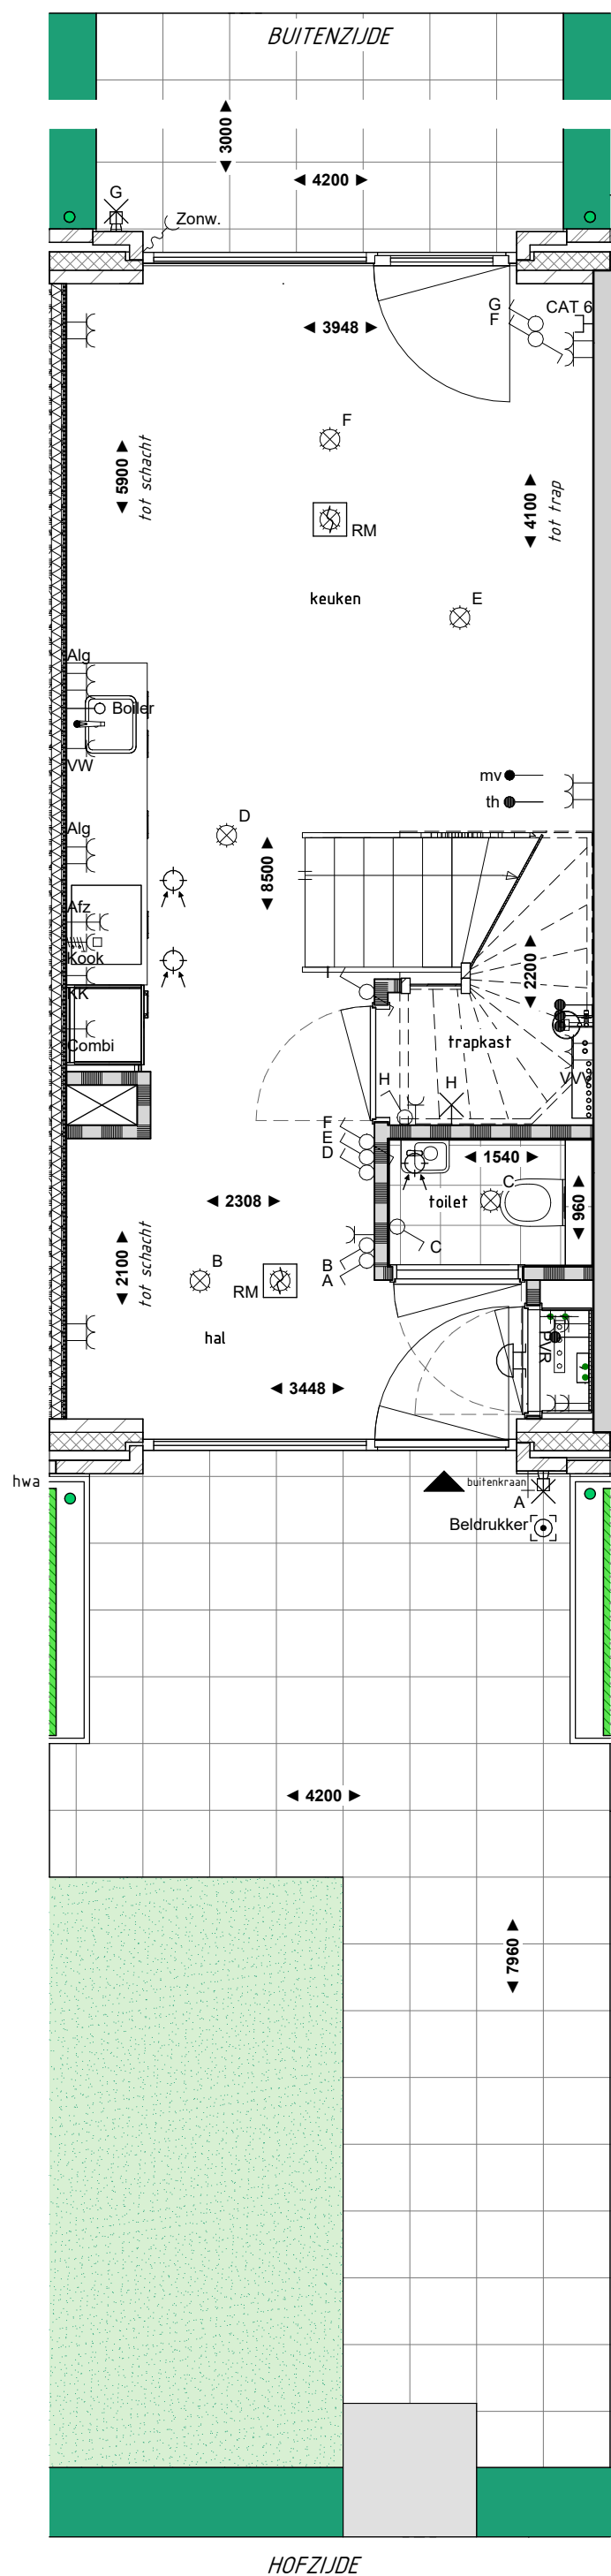 BUITENZIJDE
3000
4200
G
Zonw.
3948
G
F
CAT 6
F
5900
tot schacht
4100
tot trap
RM
keuken
E
Alg
Boiler
VW
mv
th
Alg
D
8500
Afz
Kook
KK
Combi
I
2200
trapkast
VVV
H
H
F
E
D
1540
C
toilet
960
2308
C
B
A
2100
tot schacht
B
RM
hal
PVR
3448
hwa
buitenkraan
A
Beldrukker
4200
7960
HOFZIJDE